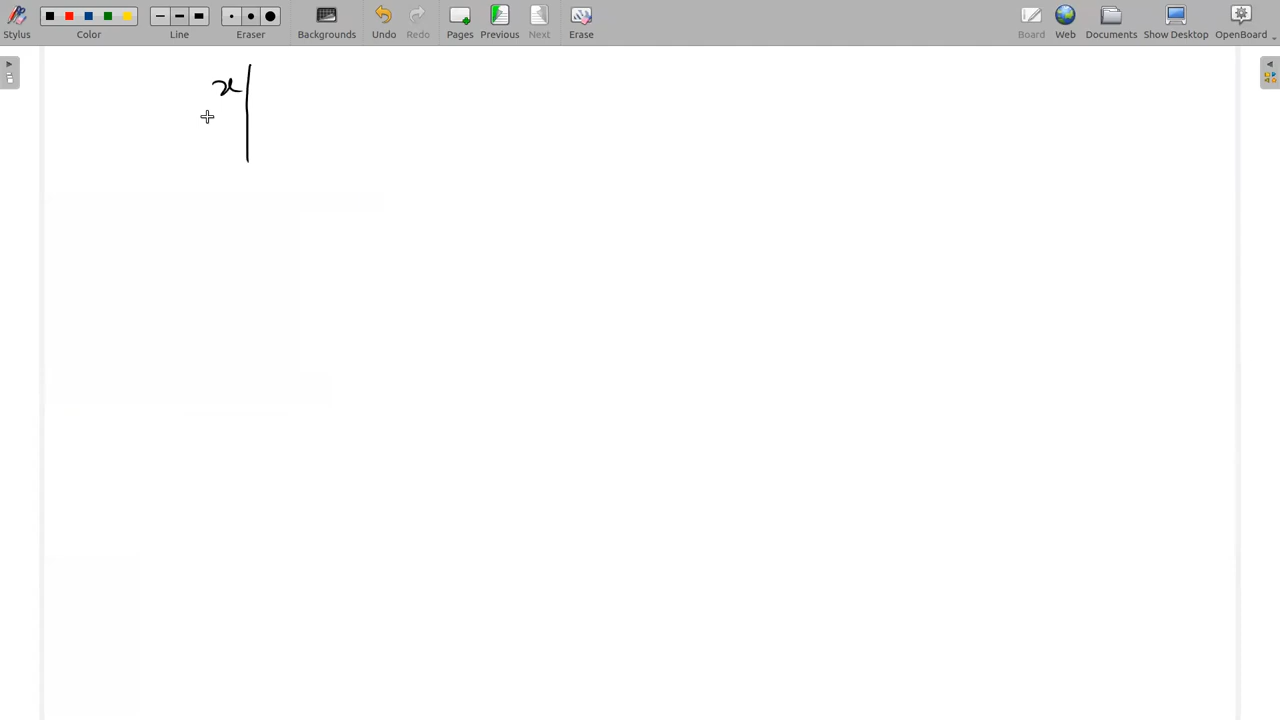 Stylus
Color
Line
Eraser
Backgrounds
Undo
Redo
Pages
Previous
Next
Erase
Board
Web
Documents
Show Desktop
OpenBoard
x